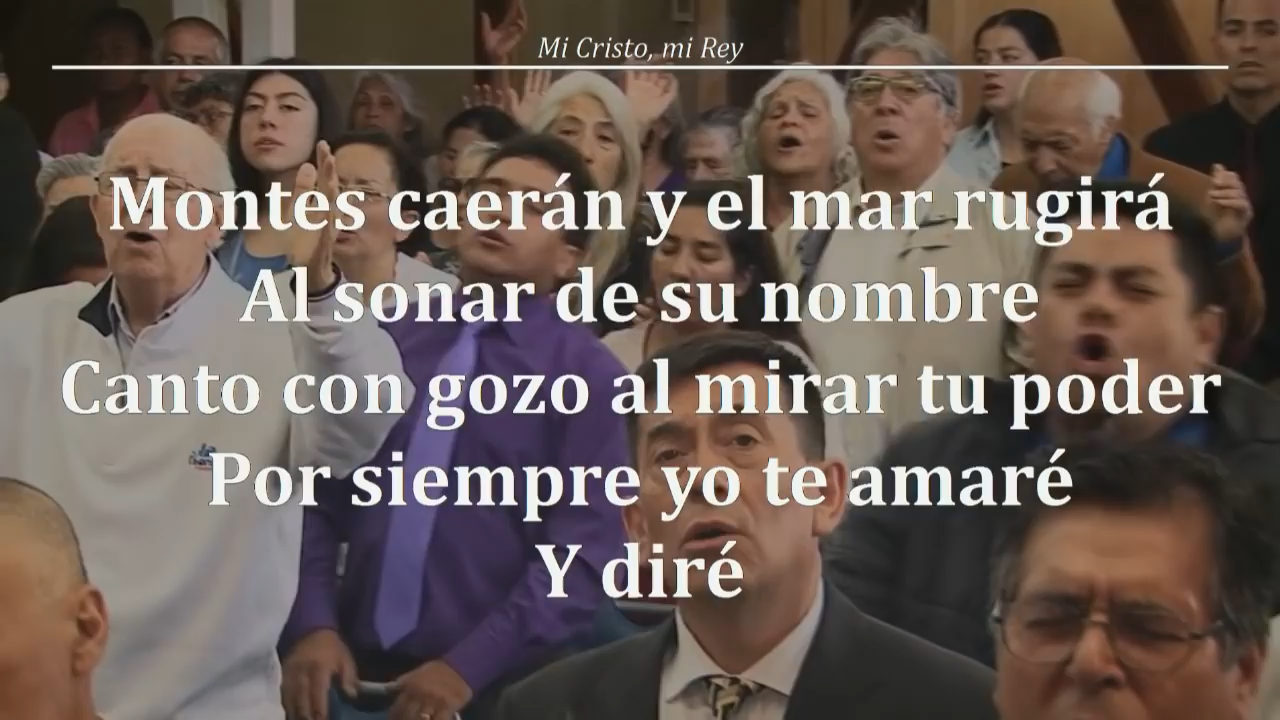 Mi Cristo, mi Rey
Montes caerán y el mar rugirá
Al sonar de su nombre
Canto con gozo al mirar tu poder
Por siempre yo te amaré
Y diré